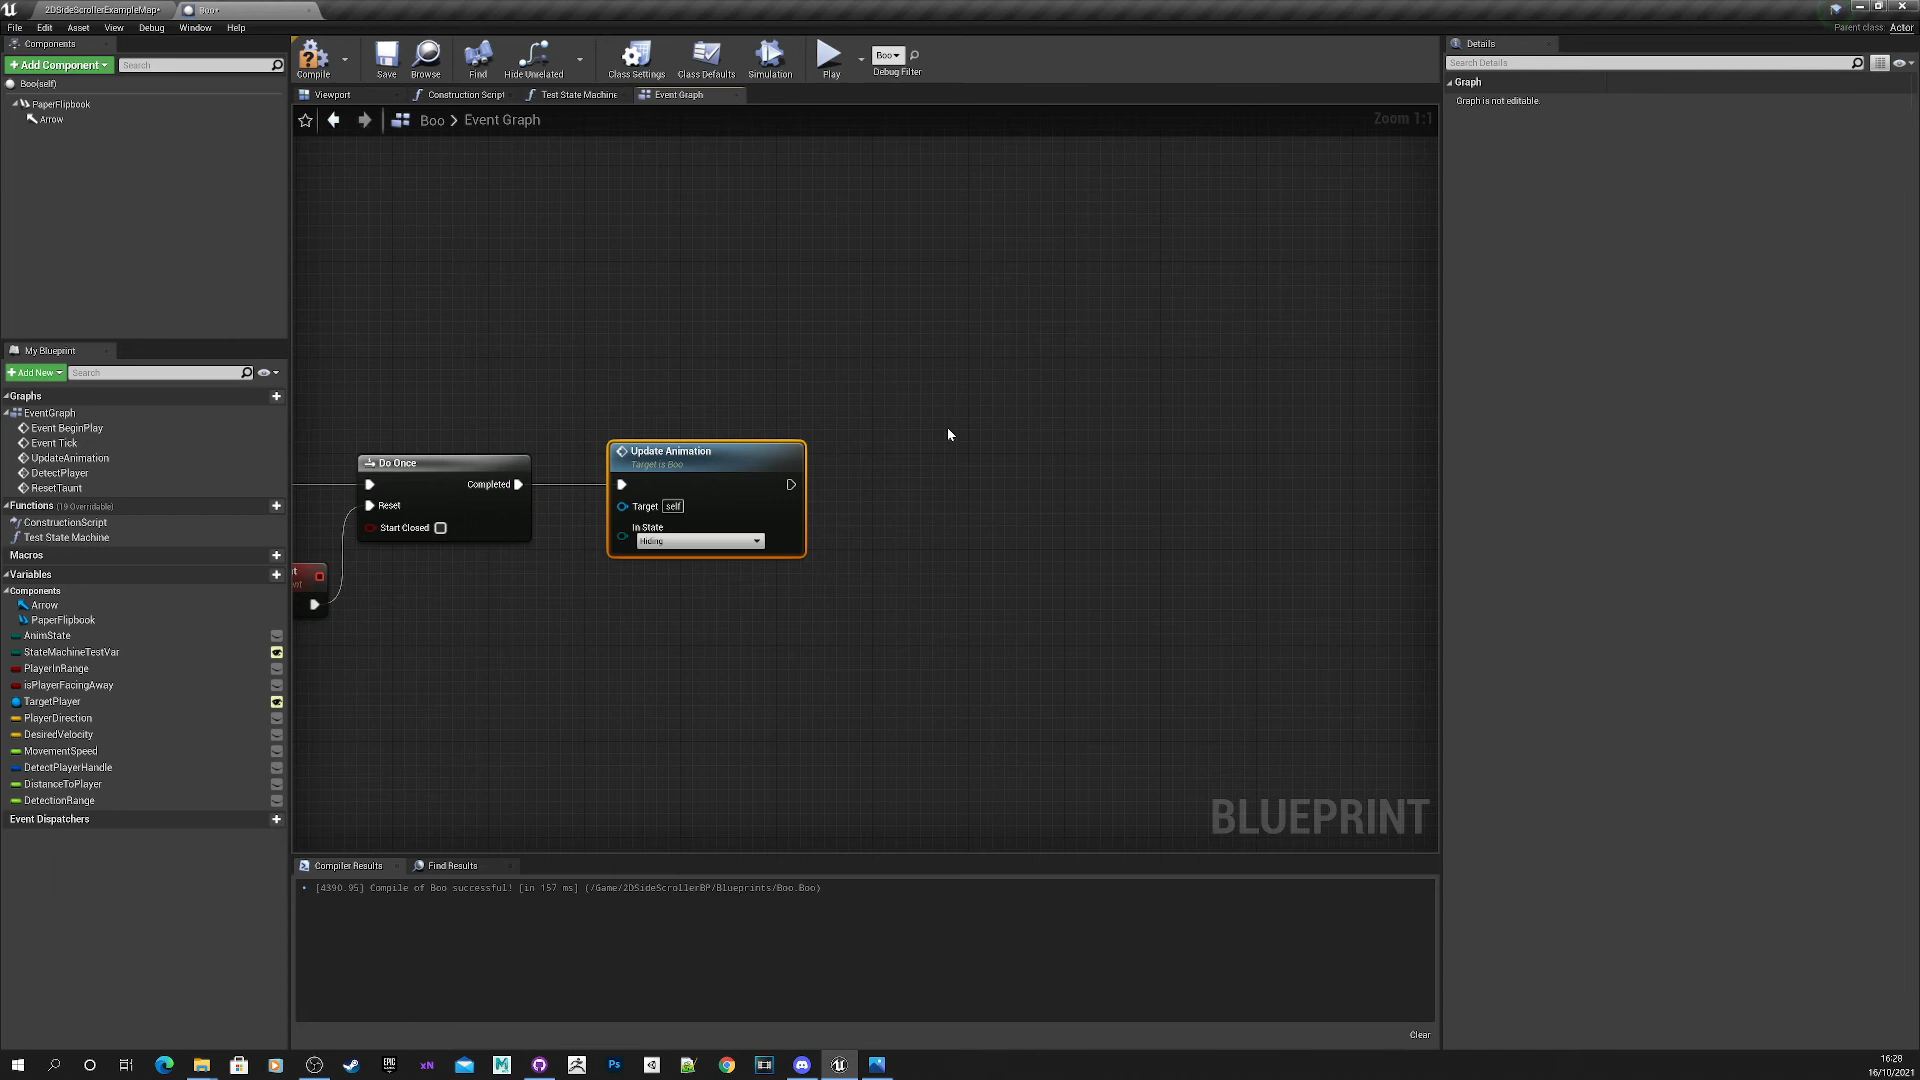 2DSideScrollerExampleMap*
Boo*
File Edit Asset View Debug Window Help
Parent class: Actor
Components
+ Add Component
Search
Boo(self)
PaperFlipbook
Arrow
Compile
Save
Browse
Find
Hide Unrelated
Class Settings
Class Defaults
Simulation
Play
Boo
Debug Filter
Viewport
Construction Script
Test State Machine
Event Graph
Boo > Event Graph
Zoom 1:1
Details
Search Details
Graph
Graph is not editable.
Do Once
Completed
Reset
Start Closed
Update Animation
Target is Boo
Target self
In State
Hiding
BLUEPRINT
My Blueprint
+ Add New
Search
Graphs
EventGraph
Event BeginPlay
Event Tick
UpdateAnimation
DetectPlayer
ResetTaunt
Functions (19 Overridable)
ConstructionScript
Test State Machine
Macros
Variables
Components
Arrow
PaperFlipbook
AnimState
StateMachineTestVar
PlayerInRange
isPlayerFacingAway
TargetPlayer
PlayerDirection
DesiredVelocity
MovementSpeed
DetectPlayerHandle
DistanceToPlayer
DetectionRange
Event Dispatchers
Compiler Results
Find Results
[4390.95] Compile of Boo successful! [in 157 ms] (/Game/2DSideScrollerBP/Blueprints/Boo.Boo)
Clear
16:28
16/10/2021